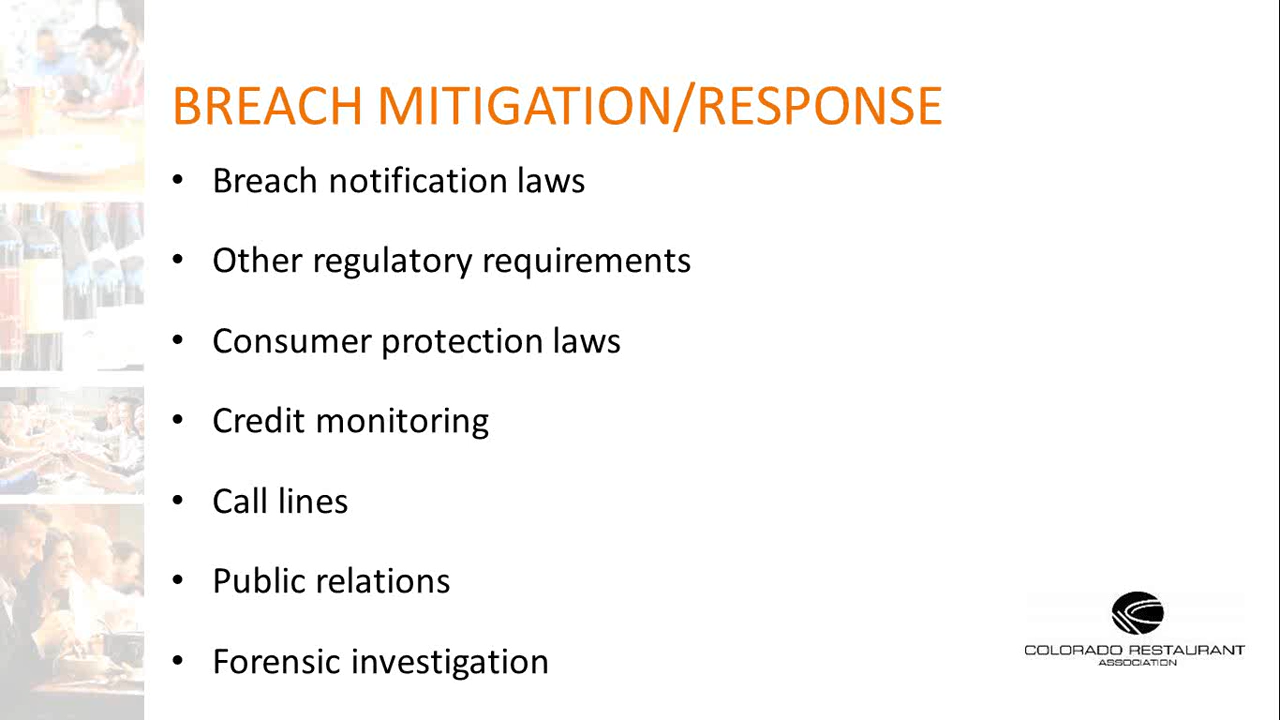 BREACH MITIGATION/RESPONSE
• Breach notification laws
• Other regulatory requirements
• Consumer protection laws
• Credit monitoring
• Call lines
• Public relations
• Forensic investigation
COLORADO RESTAURANT
ASSOCIATION